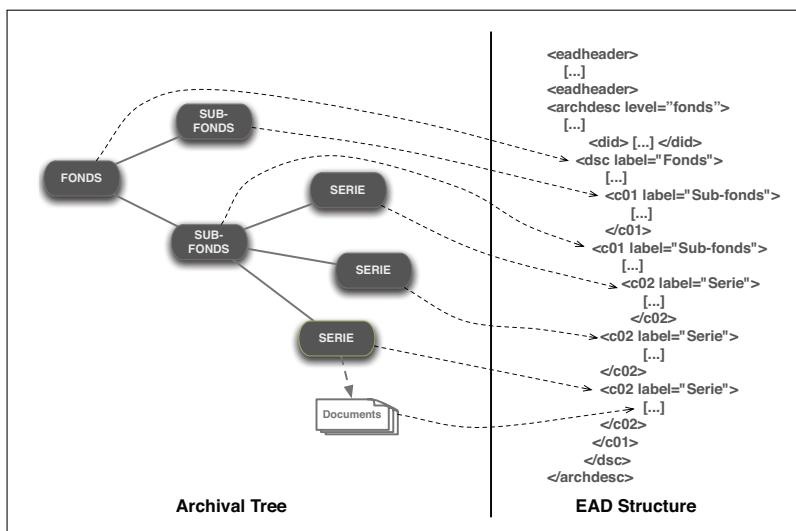 SUB-
FONDS
FONDS
SERIE
SUB-
FONDS
SERIE
SERIE
Documents
Archival Tree
<eadheader>
[...]
<eadheader>
<archdesc level="fonds">
[...]
<did> [...] </did>
<dsc label="Fonds">
[...]
<c01 label="Sub-fonds">
[...]
</c01>
<c01 label="Sub-fonds">
[...]
<c02 label="Serie">
[...]
</c02>
<c02 label="Serie">
[...]
</c02>
<c02 label="Serie">
[...]
</c02>
</c01>
</dsc>
</archdesc>
EAD Structure